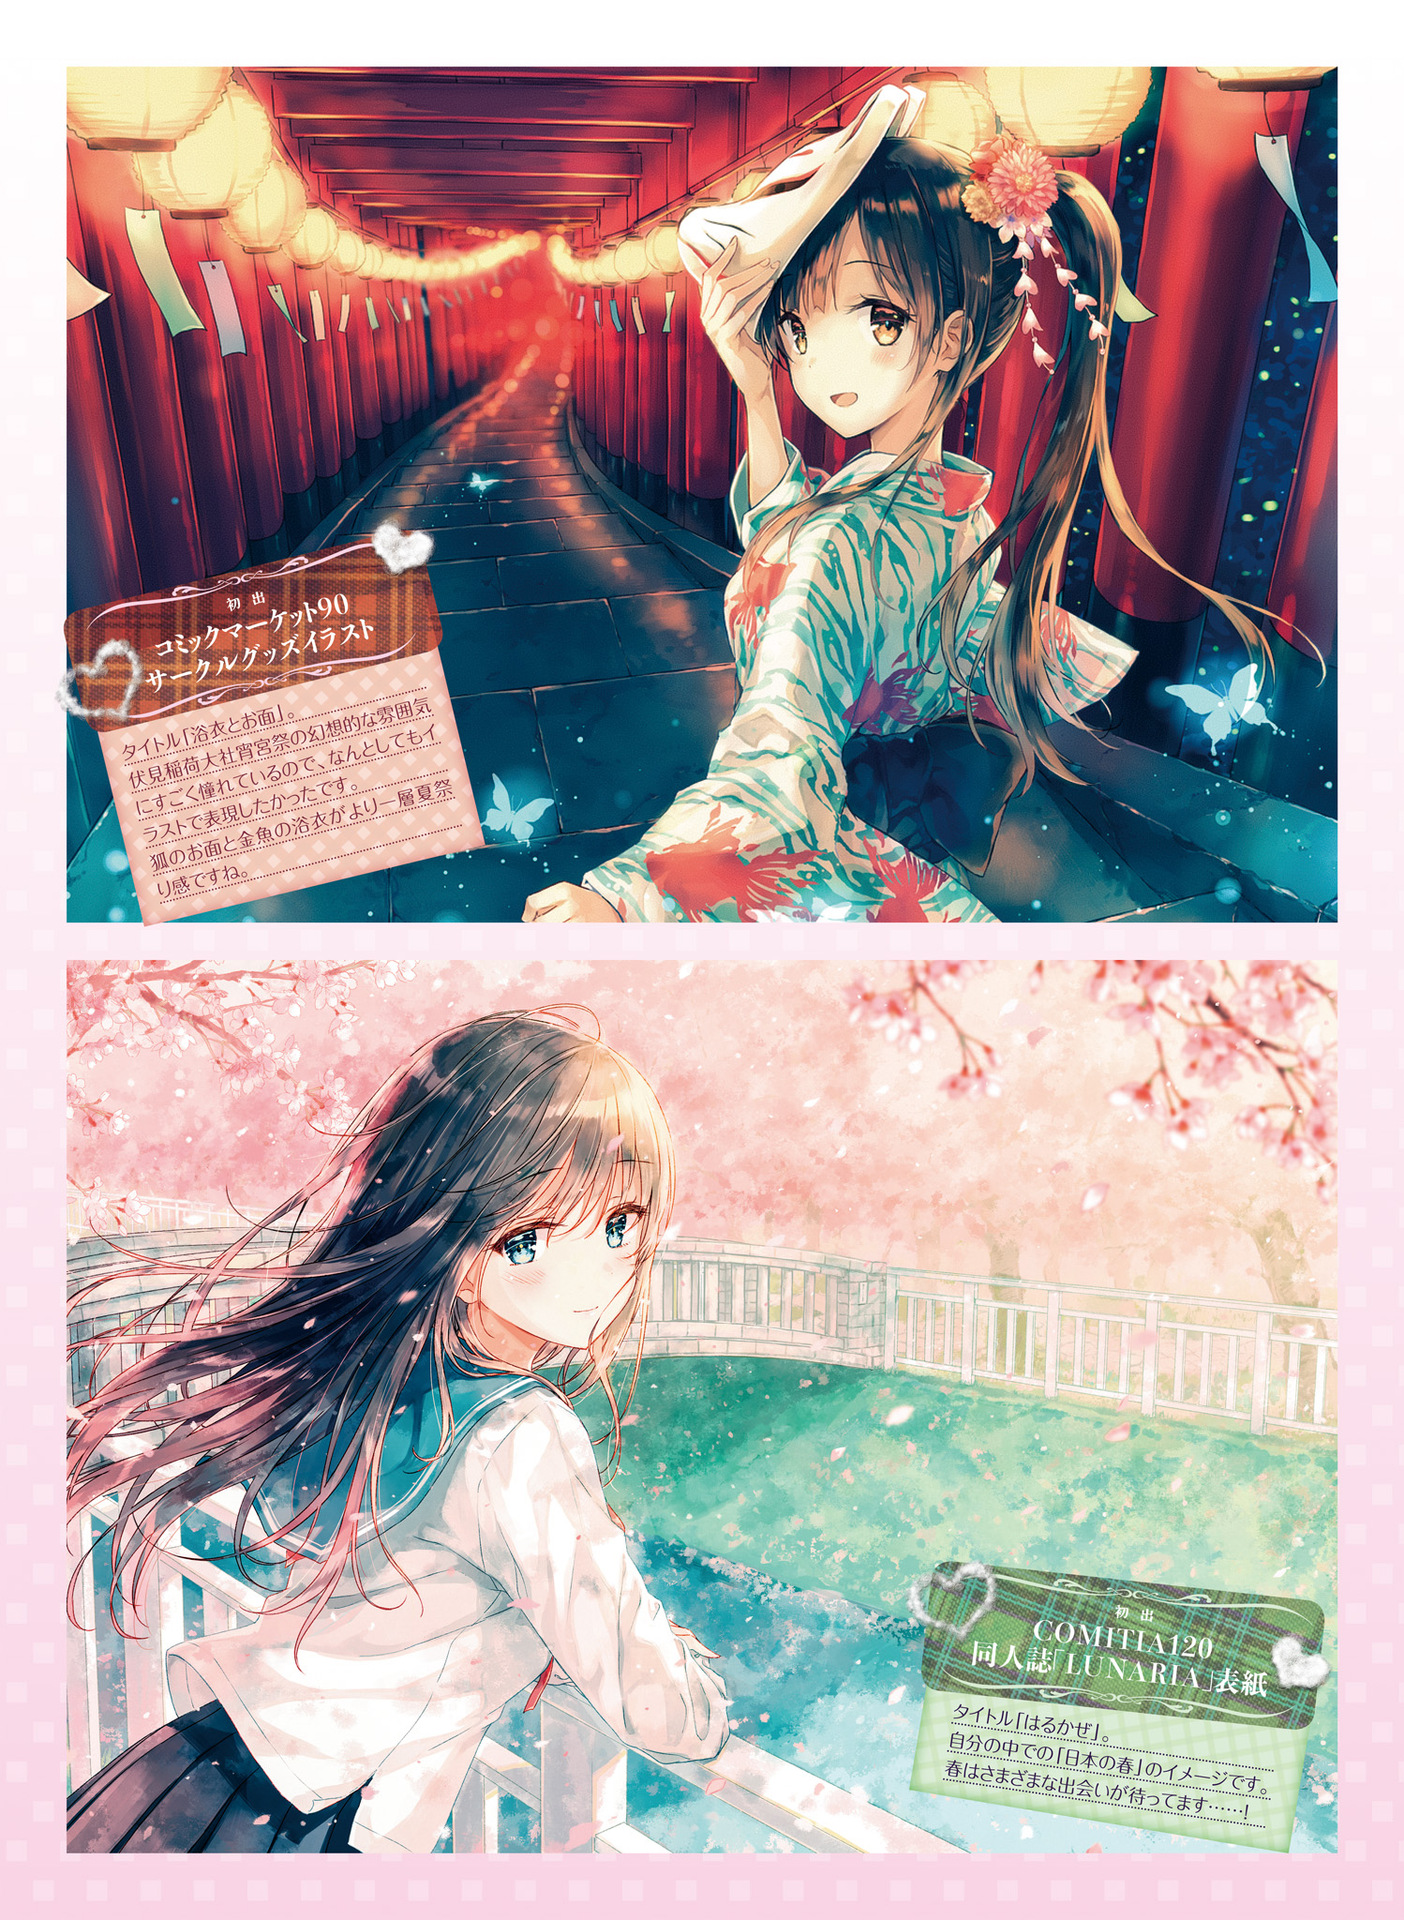 初出
コミックマーケット90
サークルグッズイラスト
タイトル「浴衣とお面」。
伏見稲荷大社宵宮祭の幻想的な雰囲気
にすごく憧れているので、なんとしてもイ
ラストで表現したかったです。
狐のお面と金魚の浴衣がより一層夏祭
り感ですね。
初出
COMITIA120
同人誌「LUNARIA」表紙
タイトル「はるかぜ」。
自分の中での「日本の春」のイメージです。
春はさまざまな出会いが待ってます……!